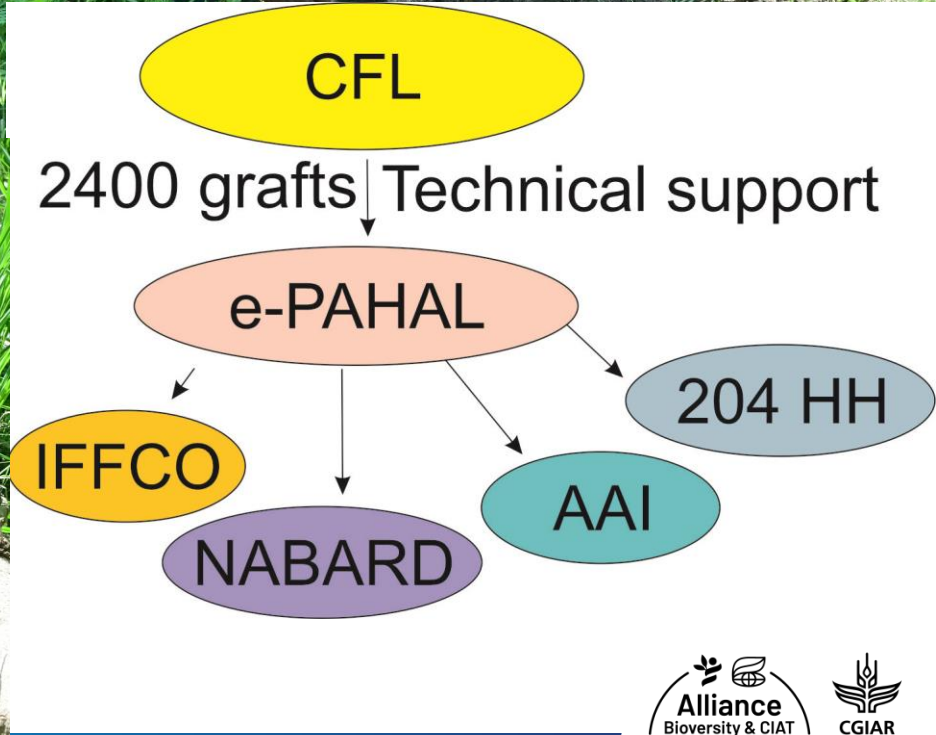 CFL
2400 grafts Technical support
e-PAHAL
204 HH
IFFCO
AAI
NABARD
Alliance
Bioversity & CIAT
CGIAR